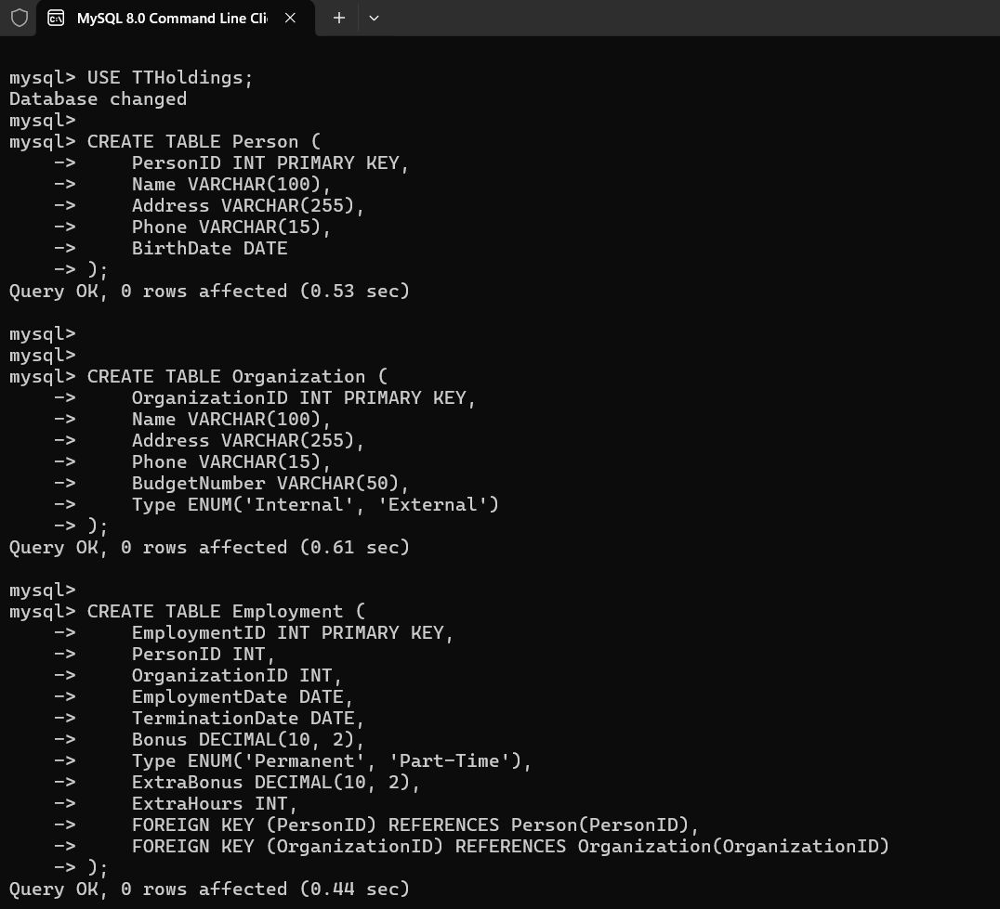 MySQL 8.0 Command Line Cli
mysql> USE TTHoldings;
Database changed
mysql>
mysql> CREATE TABLE Person (
    ->     PersonID INT PRIMARY KEY,
    ->     Name VARCHAR(100),
    ->     Address VARCHAR(255),
    ->     Phone VARCHAR(15),
    ->     BirthDate DATE
    -> );
Query OK, 0 rows affected (0.53 sec)
mysql>
mysql>
mysql> CREATE TABLE Organization (
    ->     OrganizationID INT PRIMARY KEY,
    ->     Name VARCHAR(100),
    ->     Address VARCHAR(255),
    ->     Phone VARCHAR(15),
    ->     BudgetNumber VARCHAR(50),
    ->     Type ENUM('Internal', 'External')
    -> );
Query OK, 0 rows affected (0.61 sec)
mysql>
mysql> CREATE TABLE Employment (
    ->     EmploymentID INT PRIMARY KEY,
    ->     PersonID INT,
    ->     OrganizationID INT,
    ->     EmploymentDate DATE,
    ->     TerminationDate DATE,
    ->     Bonus DECIMAL(10, 2),
    ->     Type ENUM('Permanent', 'Part-Time'),
    ->     ExtraBonus DECIMAL(10, 2),
    ->     ExtraHours INT,
    ->     FOREIGN KEY (PersonID) REFERENCES Person(PersonID),
    ->     FOREIGN KEY (OrganizationID) REFERENCES Organization(OrganizationID)
    -> );
Query OK, 0 rows affected (0.44 sec)